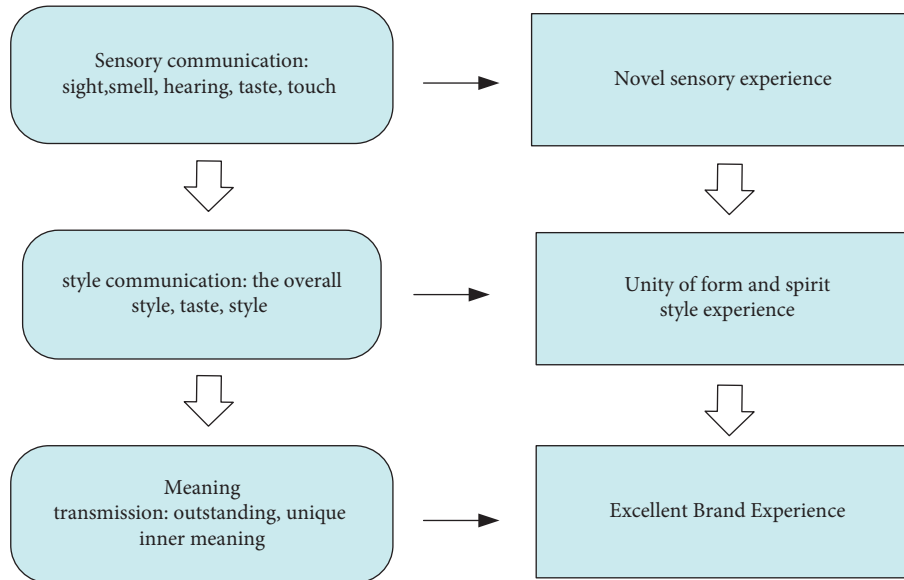 Sensory communication:
sight,smell, hearing, taste, touch
Novel sensory experience
style communication: the overall
style, taste, style
Unity of form and spirit
style experience
Meaning
transmission: outstanding, unique
inner meaning
Excellent Brand Experience